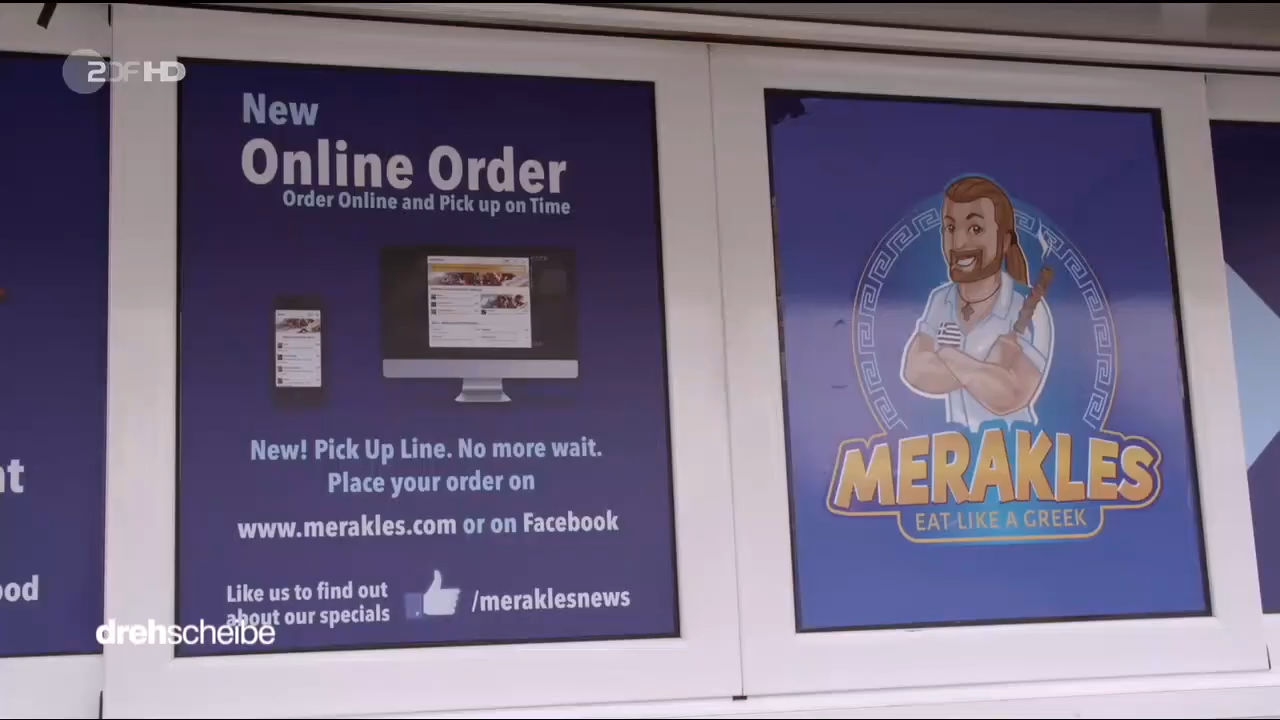 ZDF HD
New
Online Order
Order Online and Pick up on Time
New! Pick Up Line. No more wait.
Place your order on
www.merakles.com or on Facebook
Like us to find out
about our specials
/meraklesnews
MERAKLES
EAT LIKE A GREEK
drehscheibe